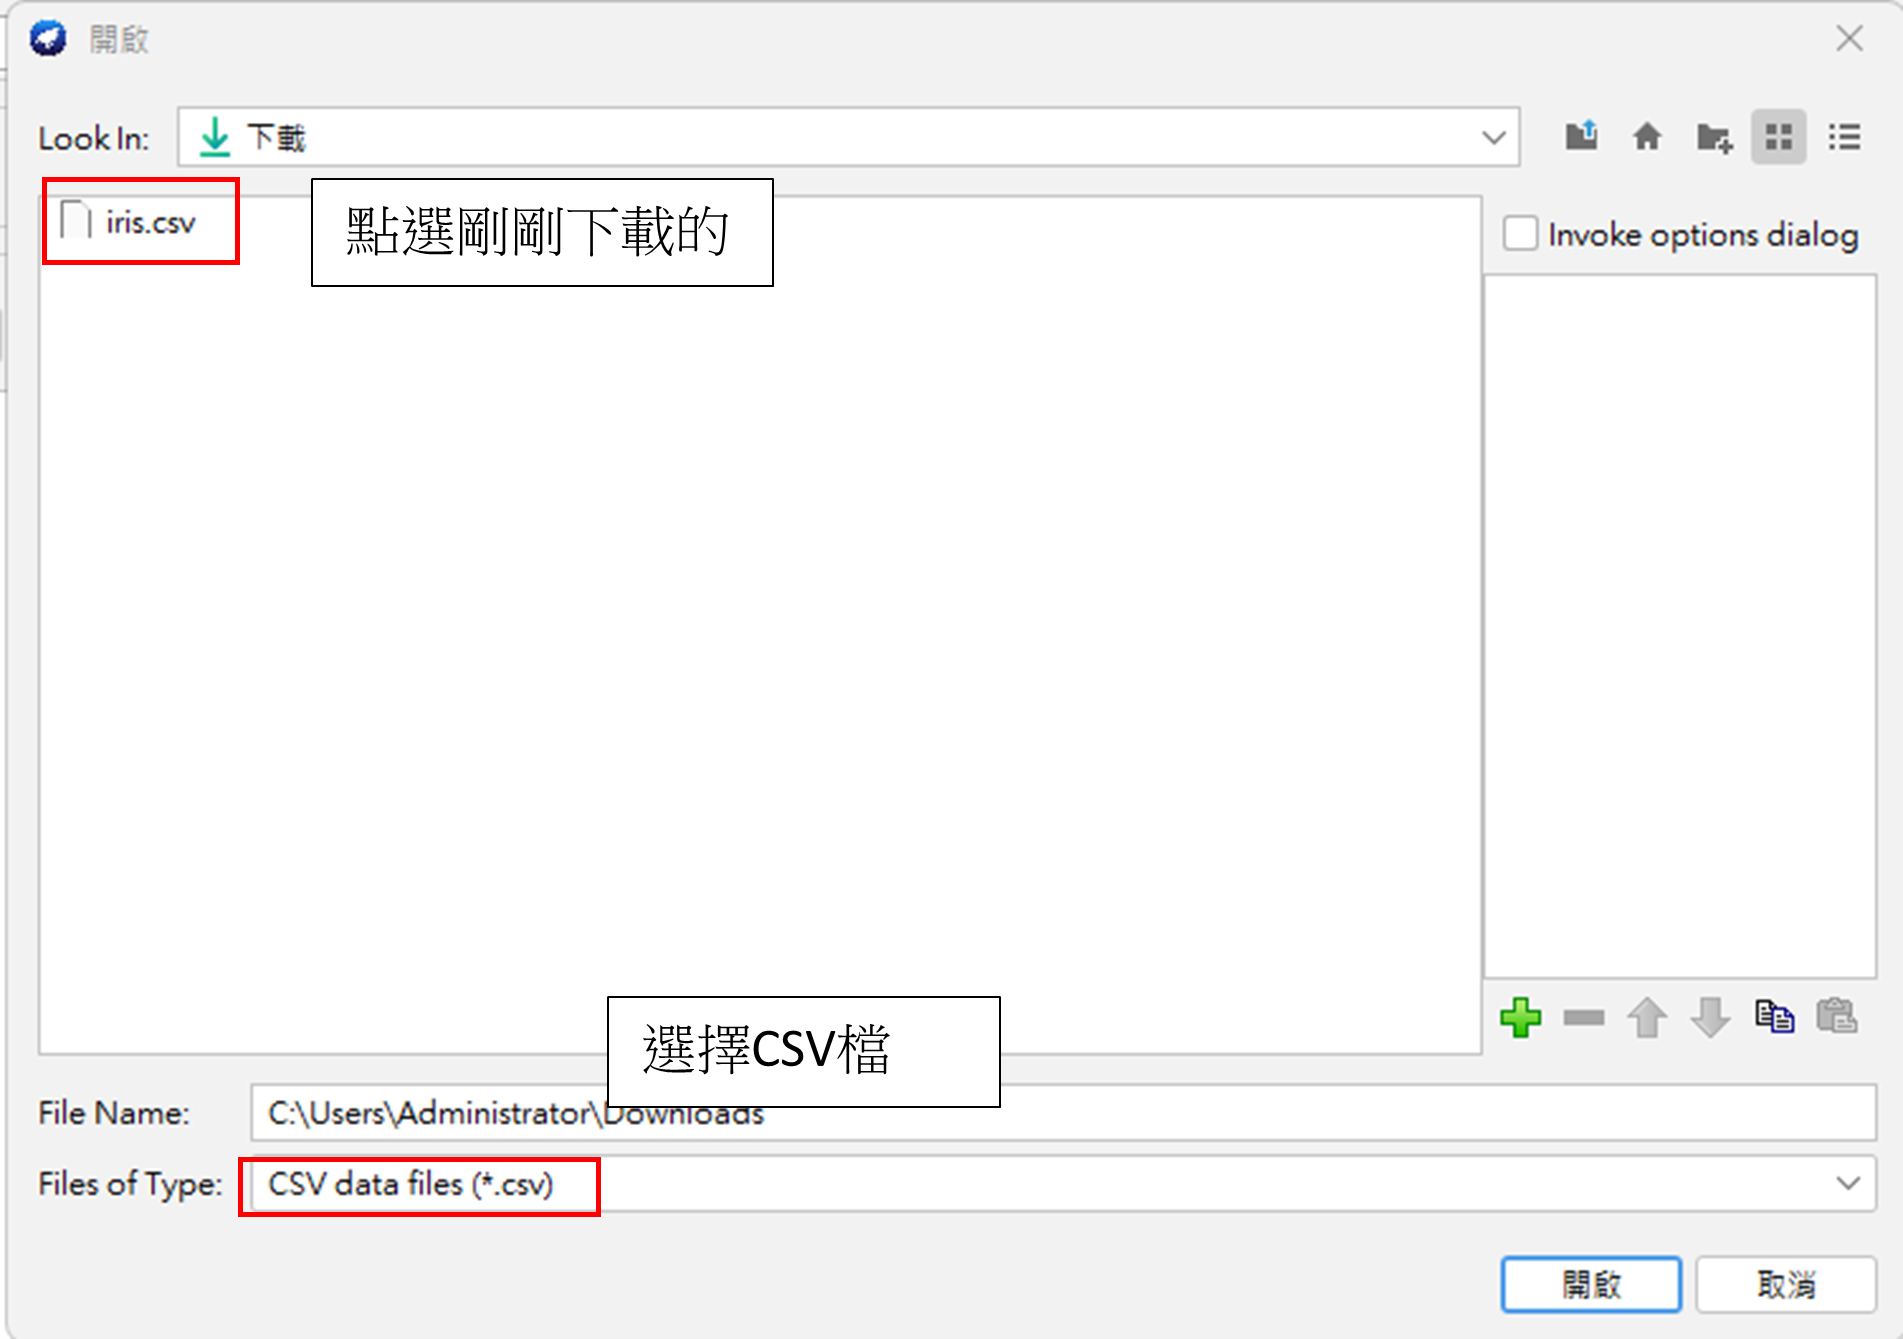 開啟
Look In: 下載
iris.csv
點選剛剛下載的
Invoke options dialog
選擇CSV檔
File Name: C:\Users\Administrator\Downloads
Files of Type: CSV data files (*.csv)
開啟 取消